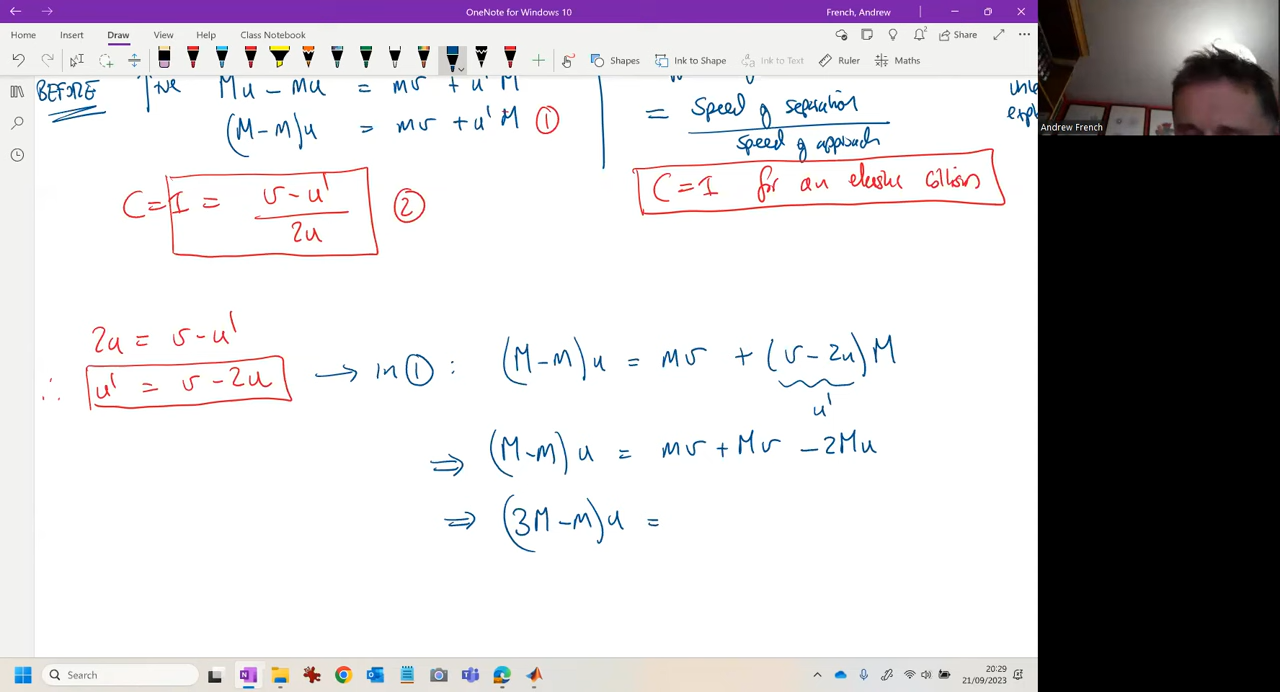 OneNote for Windows 10
French, Andrew
Home Insert Draw View Help Class Notebook
Share
Shapes Ink to Shape Ink to Text Ruler Maths
BEFORE
+ve Mu - mu = mv + u' M
(M-m)u = mv + u' M ①
C = 1 = v - u' / 2u ②
= Speed of separation / speed of approach
C = 1 for an elastic collision
2u = v - u'
∴ u' = v - 2u → in ① : (M-m)u = mv + (v - 2u)M
u'
⇒ (M-m)u = mv + Mv - 2Mu
⇒ (3M-m)u =
Andrew French
Search
20:29
21/09/2023